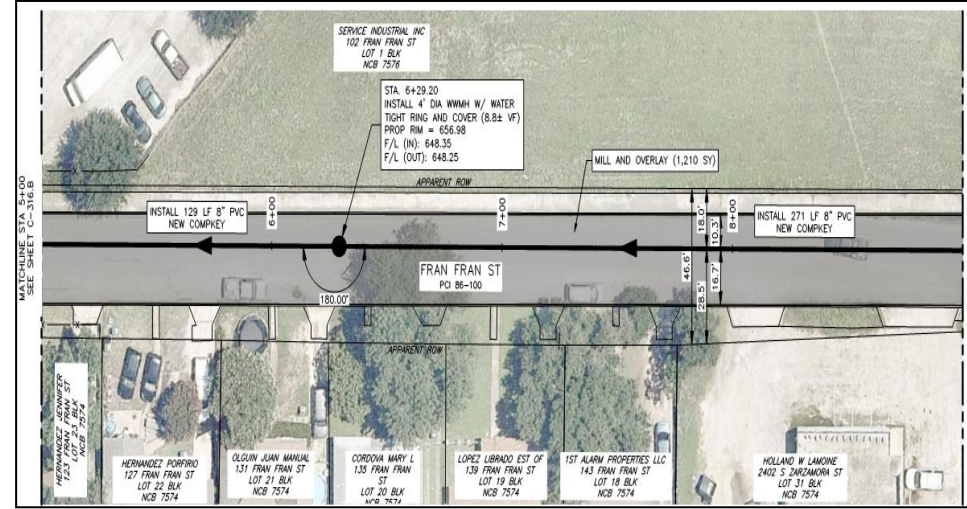 SERVICE INDUSTRIAL INC
102 FRAN FRAN ST
LOT 1 BLK
NCB 7576
STA. 6+29.20
INSTALL 4' DIA WWMH W/ WATER
TIGHT RING AND COVER (8.8± VF)
PROP RIM = 656.98
F/L (IN): 648.35
F/L (OUT): 648.25
MILL AND OVERLAY (1,210 SY)
APPARENT ROW
MATCHLINE STA 5+00
SEE SHEET C-316.B
INSTALL 129 LF 8" PVC
NEW COMPKEY
6+00
7+00
8+00
INSTALL 271 LF 8" PVC
NEW COMPKEY
18.0'
10.3'
46.6'
28.5'
16.7'
FRAN FRAN ST
PCI 86-100
180.00'
APPARENT ROW
HERNANDEZ JENNIFER
123 FRAN FRAN ST
LOT 23 BLK
NCB 7574
HERNANDEZ PORFIRIO
127 FRAN FRAN ST
LOT 22 BLK
NCB 7574
OLGUIN JUAN MANUAL
131 FRAN FRAN ST
LOT 21 BLK
NCB 7574
CORDOVA MARY L
135 FRAN FRAN
ST
LOT 20 BLK
NCB 7574
LOPEZ LIBRADO EST OF
139 FRAN FRAN ST
LOT 19 BLK
NCB 7574
1ST ALARM PROPERTIES LLC
143 FRAN FRAN ST
LOT 18 BLK
NCB 7574
HOLLAND W LAMOINE
2402 S ZARZAMORA ST
LOT 31 BLK
NCB 7574